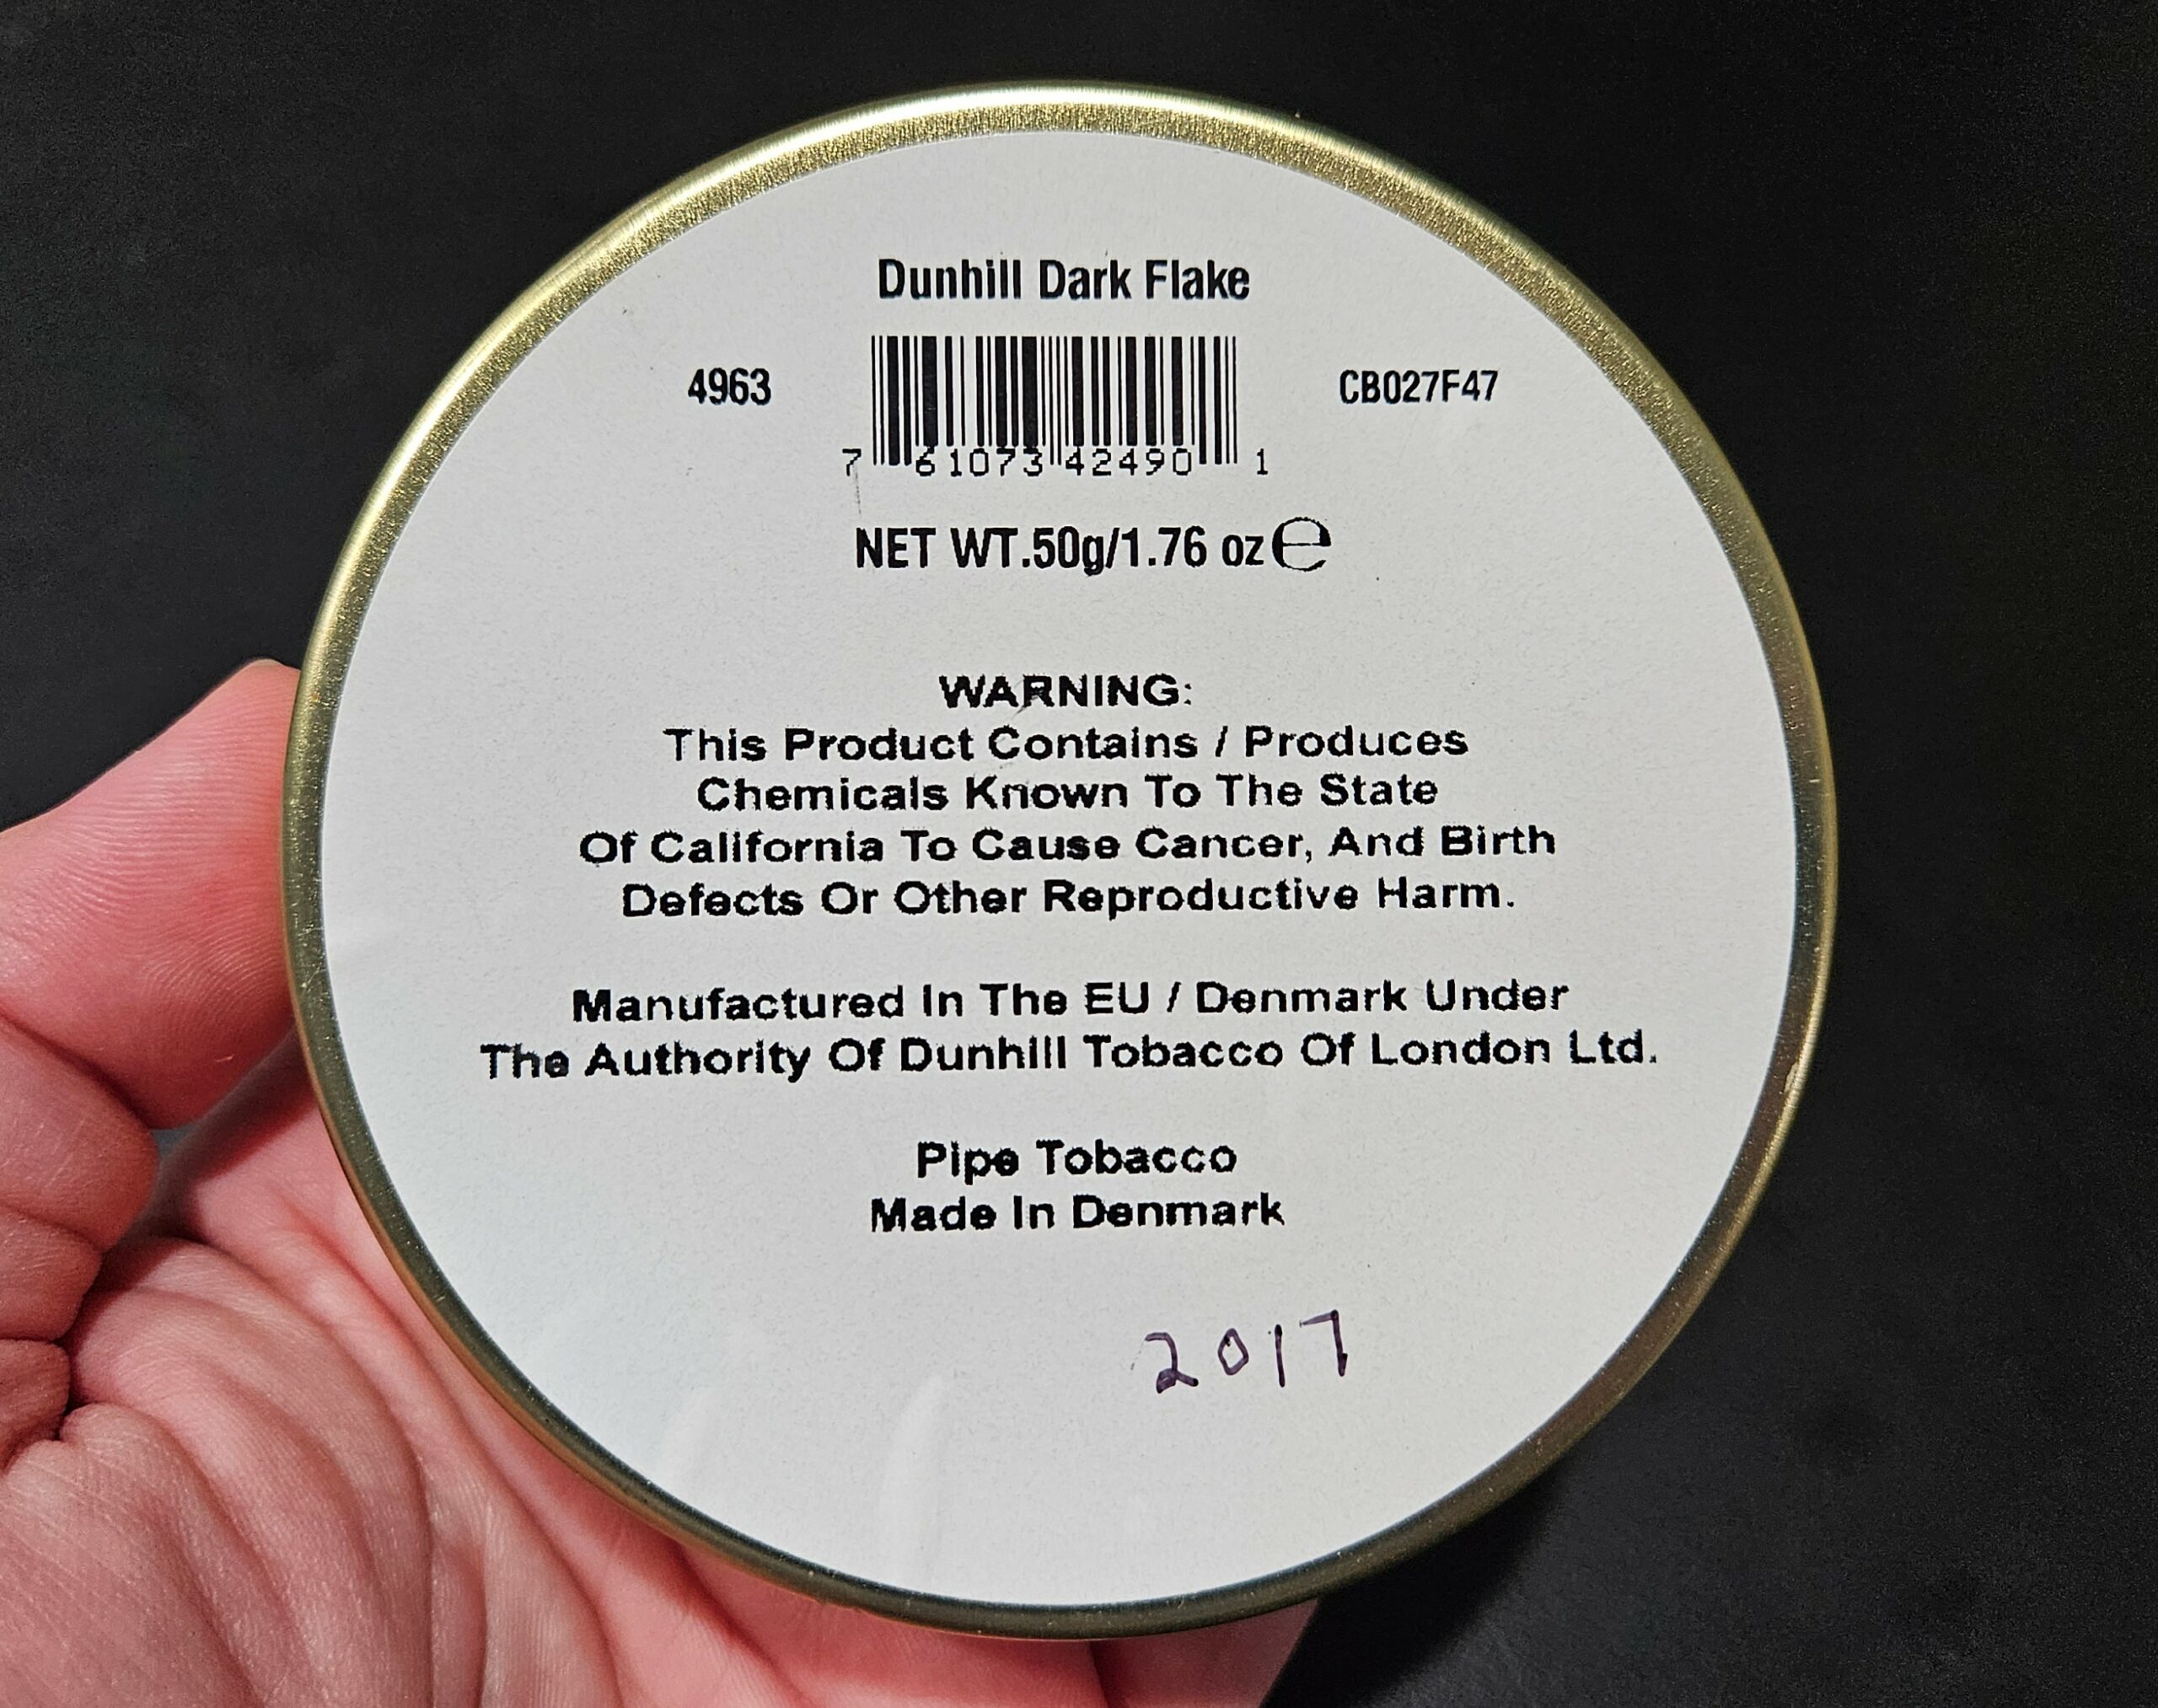 Dunhill Dark Flake
4963
CB027F47
7 61073 42490 1
NET WT.50g/1.76 oz ℮
WARNING:
This Product Contains / Produces
Chemicals Known To The State
Of California To Cause Cancer, And Birth
Defects Or Other Reproductive Harm.
Manufactured In The EU / Denmark Under
The Authority Of Dunhill Tobacco Of London Ltd.
Pipe Tobacco
Made In Denmark
2017